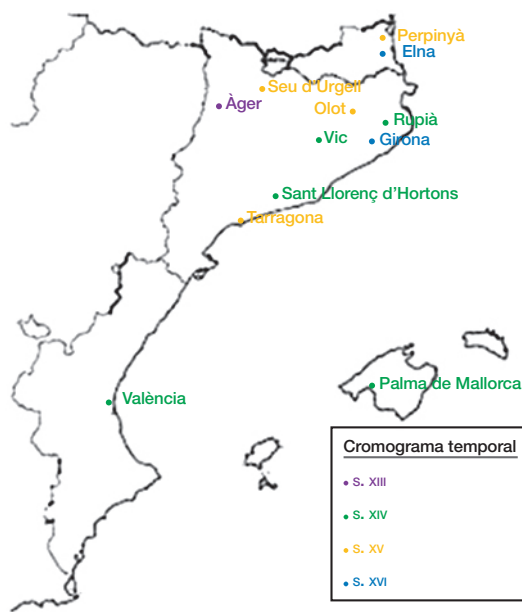 Perpinyà
Elna
Seu d'Urgell
Àger
Olot
Rupià
Vic
Girona
Sant Llorenç d'Hortons
Tarragona
Palma de Mallorca
València
Cromograma temporal
s. XIII
s. XIV
s. XV
s. XVI